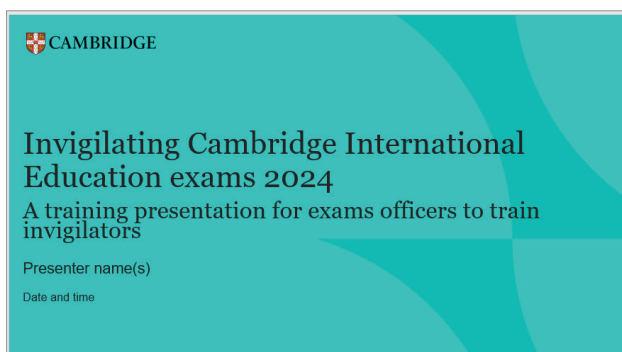 CAMBRIDGE
Invigilating Cambridge International
Education exams 2024
A training presentation for exams officers to train
invigilators
Presenter name(s)
Date and time